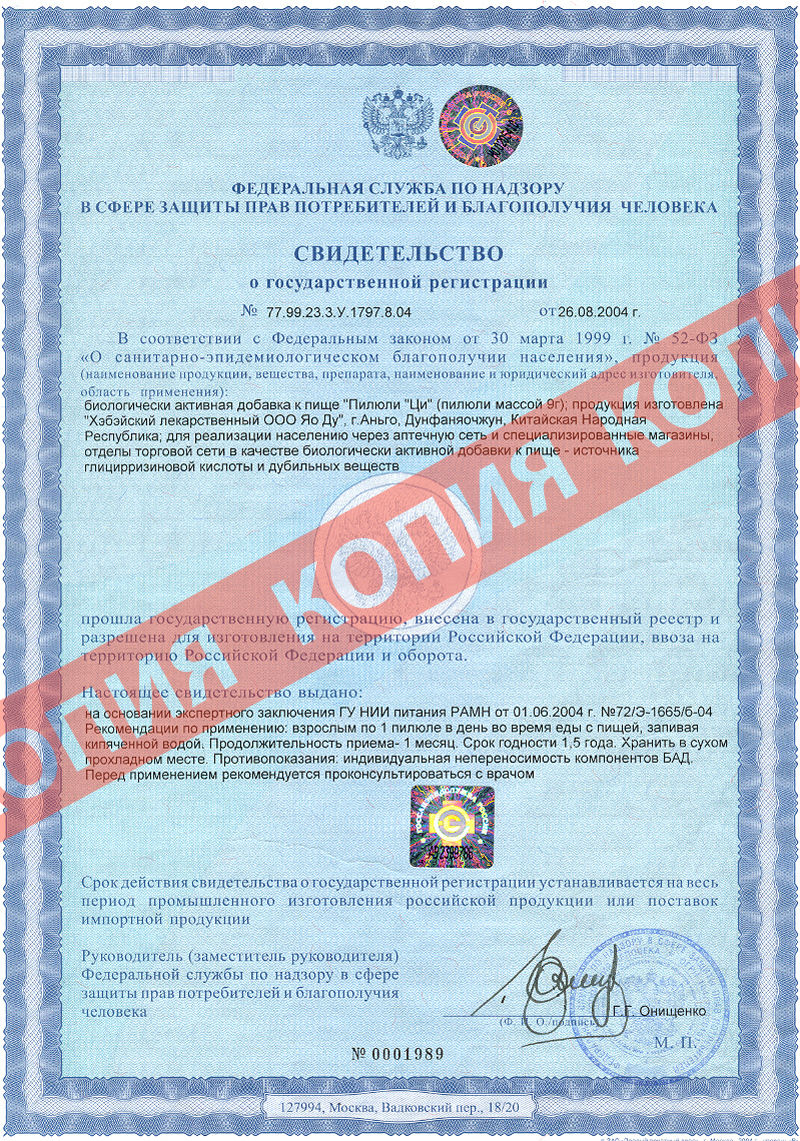 ФЕДЕРАЛЬНАЯ СЛУЖБА ПО НАДЗОРУ
В СФЕРЕ ЗАЩИТЫ ПРАВ ПОТРЕБИТЕЛЕЙ И БЛАГОПОЛУЧИЯ ЧЕЛОВЕКА
СВИДЕТЕЛЬСТВО
о государственной регистрации
№ 77.99.23.3.У.1797.8.04 от 26.08.2004 г.
В соответствии с Федеральным законом от 30 марта 1999 г. № 52-ФЗ
«О санитарно-эпидемиологическом благополучии населения», продукция
(наименование продукции, вещества, препарата, наименование и юридический адрес изготовителя,
область применения):
биологически активная добавка к пище "Пилюли "Ци" (пилюли массой 9г); продукция изготовлена
"Хэбэйский лекарственный ООО Яо Ду", г.Аньго, Дунфаняочжун, Китайская Народная
Республика; для реализации населению через аптечную сеть и специализированные магазины,
отделы торговой сети в качестве биологически активной добавки к пище - источника
глицирризиновой кислоты и дубильных веществ
КОПИЯ КОПИЯ КОПИ
прошла государственную регистрацию, внесена в государственный реестр и
разрешена для изготовления на территории Российской Федерации, ввоза на
территорию Российской Федерации и оборота.
Настоящее свидетельство выдано:
на основании экспертного заключения ГУ НИИ питания РАМН от 01.06.2004 г. №72/Э-1665/б-04
Рекомендации по применению: взрослым по 1 пилюле в день во время еды с пищей, запивая
кипяченной водой. Продолжительность приема- 1 месяц. Срок годности 1,5 года. Хранить в сухом
прохладном месте. Противопоказания: индивидуальная непереносимость компонентов БАД.
Перед применением рекомендуется проконсультироваться с врачом
Срок действия свидетельства о государственной регистрации устанавливается на весь
период промышленного изготовления российской продукции или поставок
импортной продукции
Руководитель (заместитель руководителя)
Федеральной службы по надзору в сфере
защиты прав потребителей и благополучия
человека
Г.Г. Онищенко
(Ф. И. О./подпись)
М. П.
№ 0001989
127994, Москва, Вадковский пер., 18/20